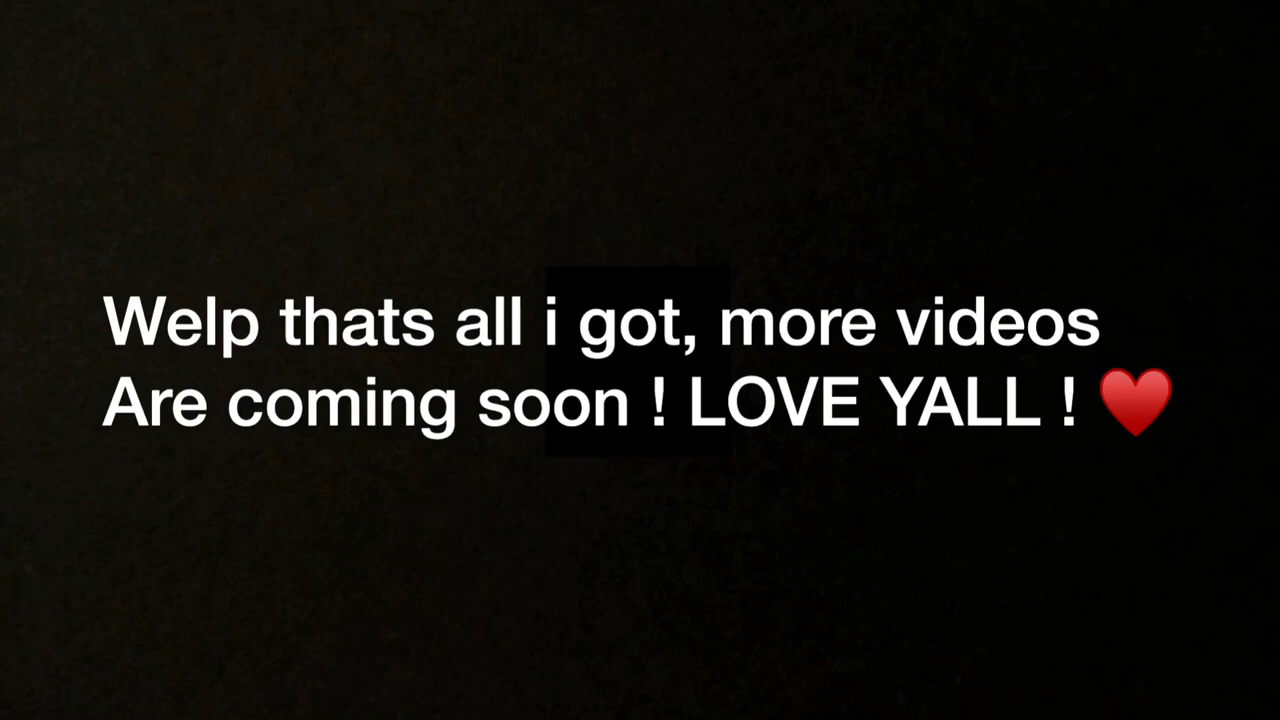 Welp thats all i got, more videos
Are coming soon ! LOVE YALL ! ♥️